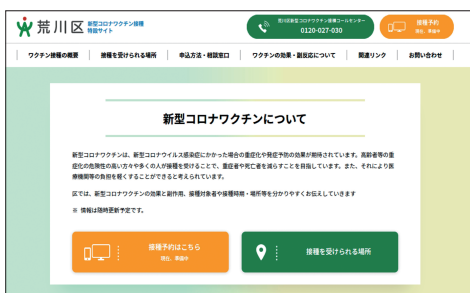 荒川区 新型コロナワクチン接種
特設サイト
荒川区新型コロナワクチン接種コールセンター
0120-027-030
接種予約
現在、準備中
ワクチン接種の概要 接種を受けられる場所 申込方法・相談窓口 ワクチンの効果・副反応について 関連リンク お問い合わせ
新型コロナワクチンについて
新型コロナワクチンは、新型コロナウイルス感染症にかかった場合の重症化や発症予防の効果が期待されています。高齢者等の重
症化の危険性の高い方々や多くの人が接種を受けることで、重症者や死亡者を減らすことを目指しています。また、それにより医
療機関等の負担を軽くすることができると考えられています。
区では、新型コロナワクチンの効果と副作用、接種対象者や接種時期・場所等を分かりやすくお伝えしていきます
※ 情報は随時更新予定です。
接種予約はこちら
現在、準備中
接種を受けられる場所